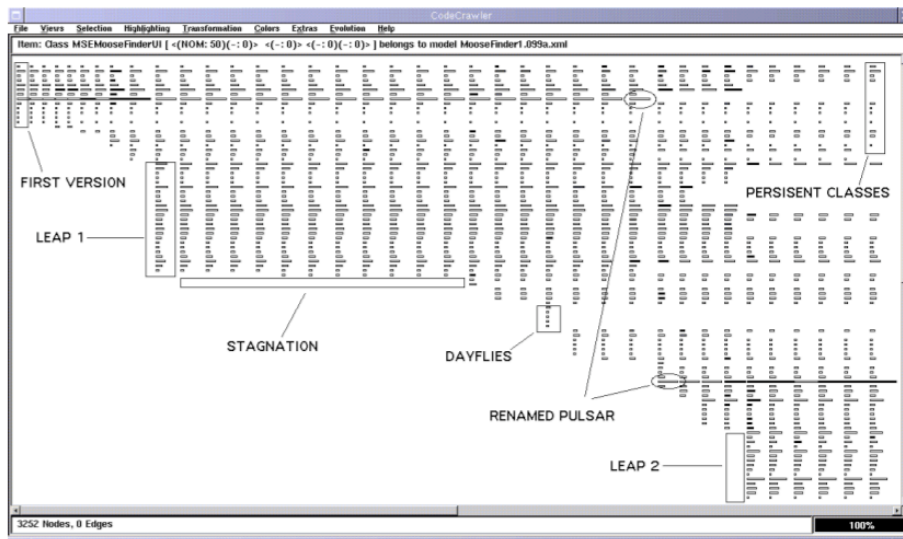 CodeCrawler
File Views Selection Highlighting Transformation Colors Extras Evolution Help
Item: Class MSEMooseFinderUI [ <(NOM: 50)(-: 0)> <(-: 0)> <(-: 0)(-: 0)> ] belongs to model MooseFinder1.099a.xml
FIRST VERSION
PERSISENT CLASSES
LEAP 1
STAGNATION
DAYFLIES
RENAMED PULSAR
LEAP 2
3252 Nodes, 0 Edges
100%